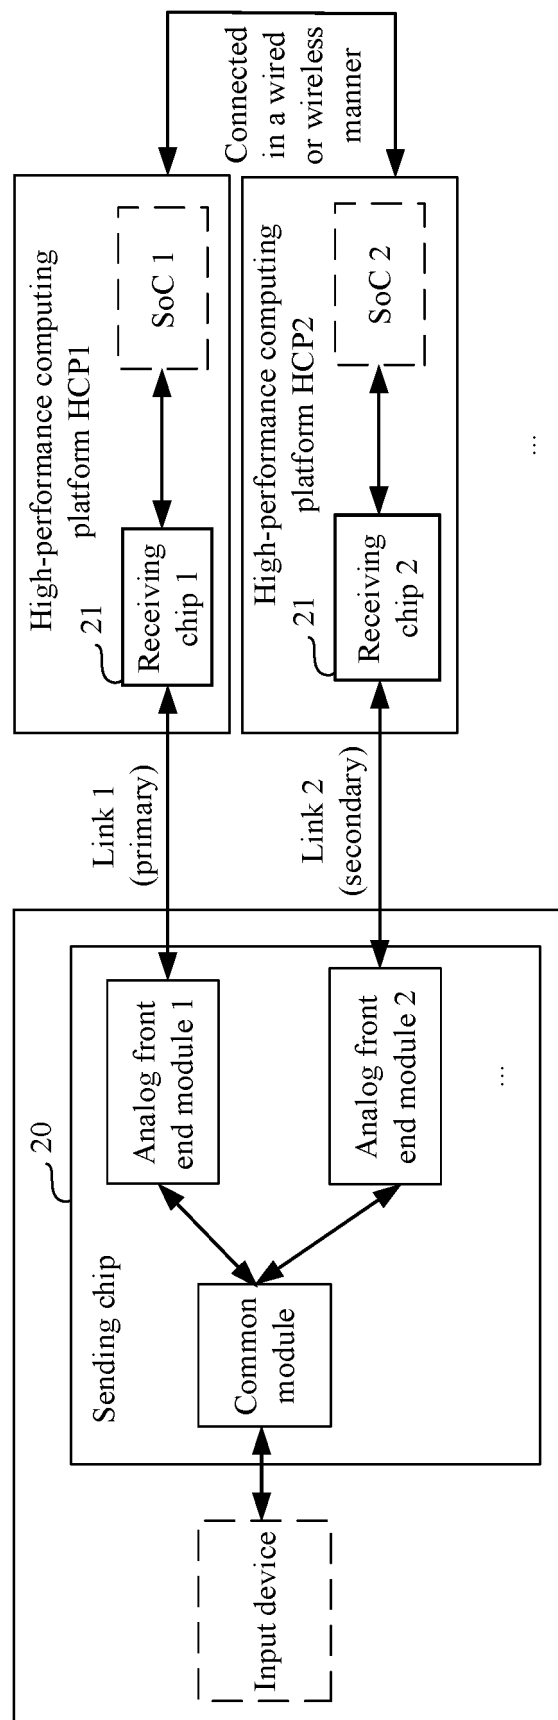 20
Sending chip
Input device
Common
module
Analog front
end module 1
Analog front
end module 2
...
Link 1
(primary)
Link 2
(secondary)
High-performance computing
platform HCP1
21
Receiving
chip 1
SoC 1
High-performance computing
platform HCP2
21
Receiving
chip 2
SoC 2
...
Connected
in a wired
or wireless
manner